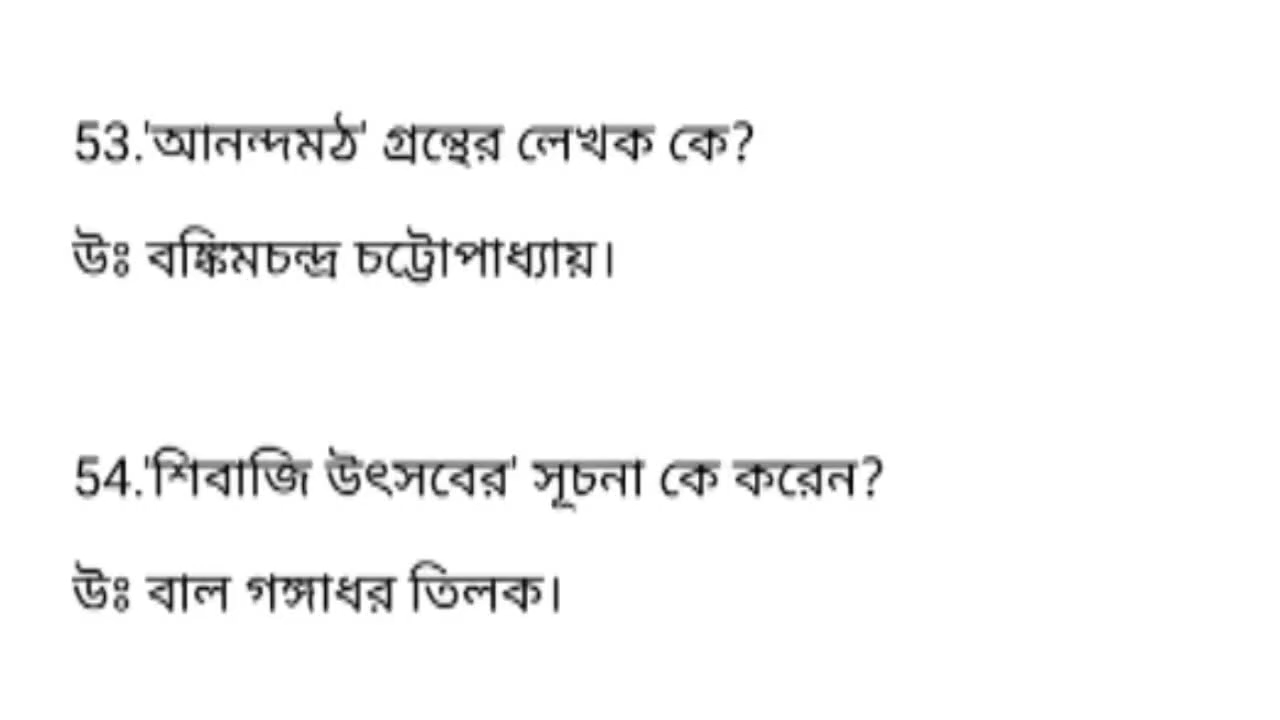 53.'আনন্দমঠ' গ্রন্থের লেখক কে?
উঃ বঙ্কিমচন্দ্র চট্টোপাধ্যায়।
54.'শিবাজি উৎসবের' সূচনা কে করেন?
উঃ বাল গঙ্গাধর তিলক।